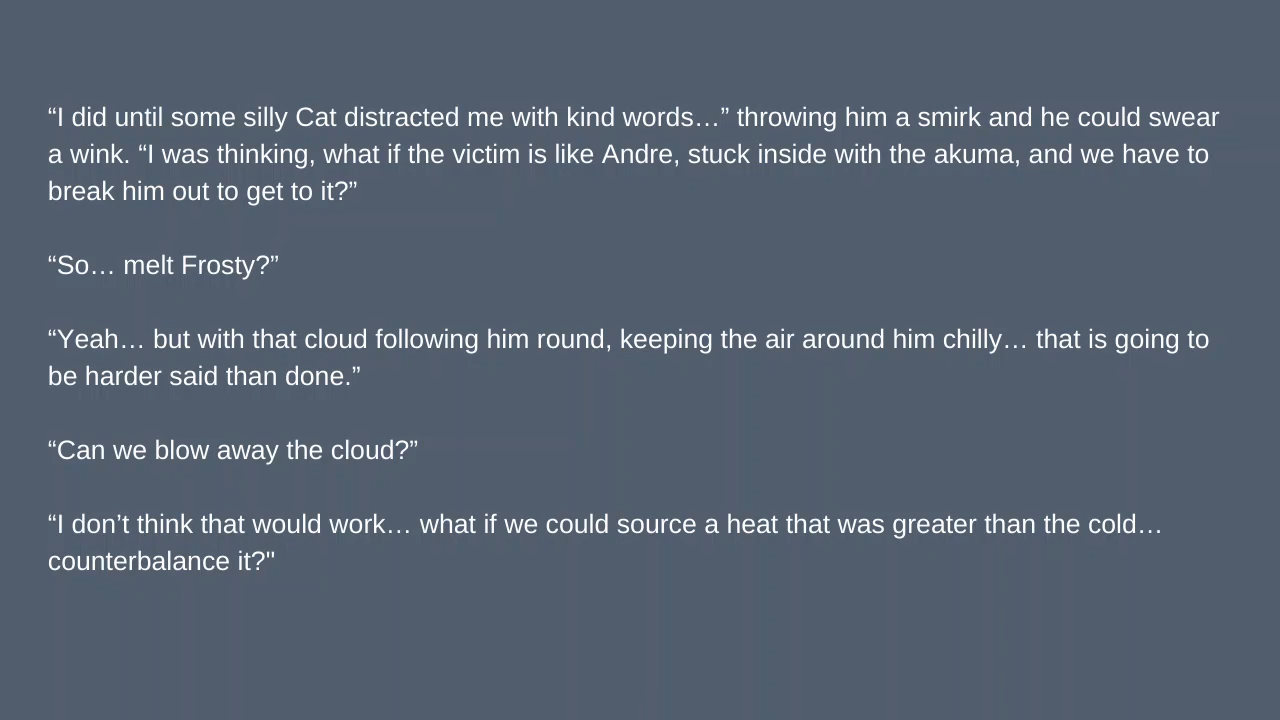 “I did until some silly Cat distracted me with kind words…” throwing him a smirk and he could swear
a wink. “I was thinking, what if the victim is like Andre, stuck inside with the akuma, and we have to
break him out to get to it?”
“So… melt Frosty?”
“Yeah… but with that cloud following him round, keeping the air around him chilly… that is going to
be harder said than done.”
“Can we blow away the cloud?”
“I don’t think that would work… what if we could source a heat that was greater than the cold…
counterbalance it?"